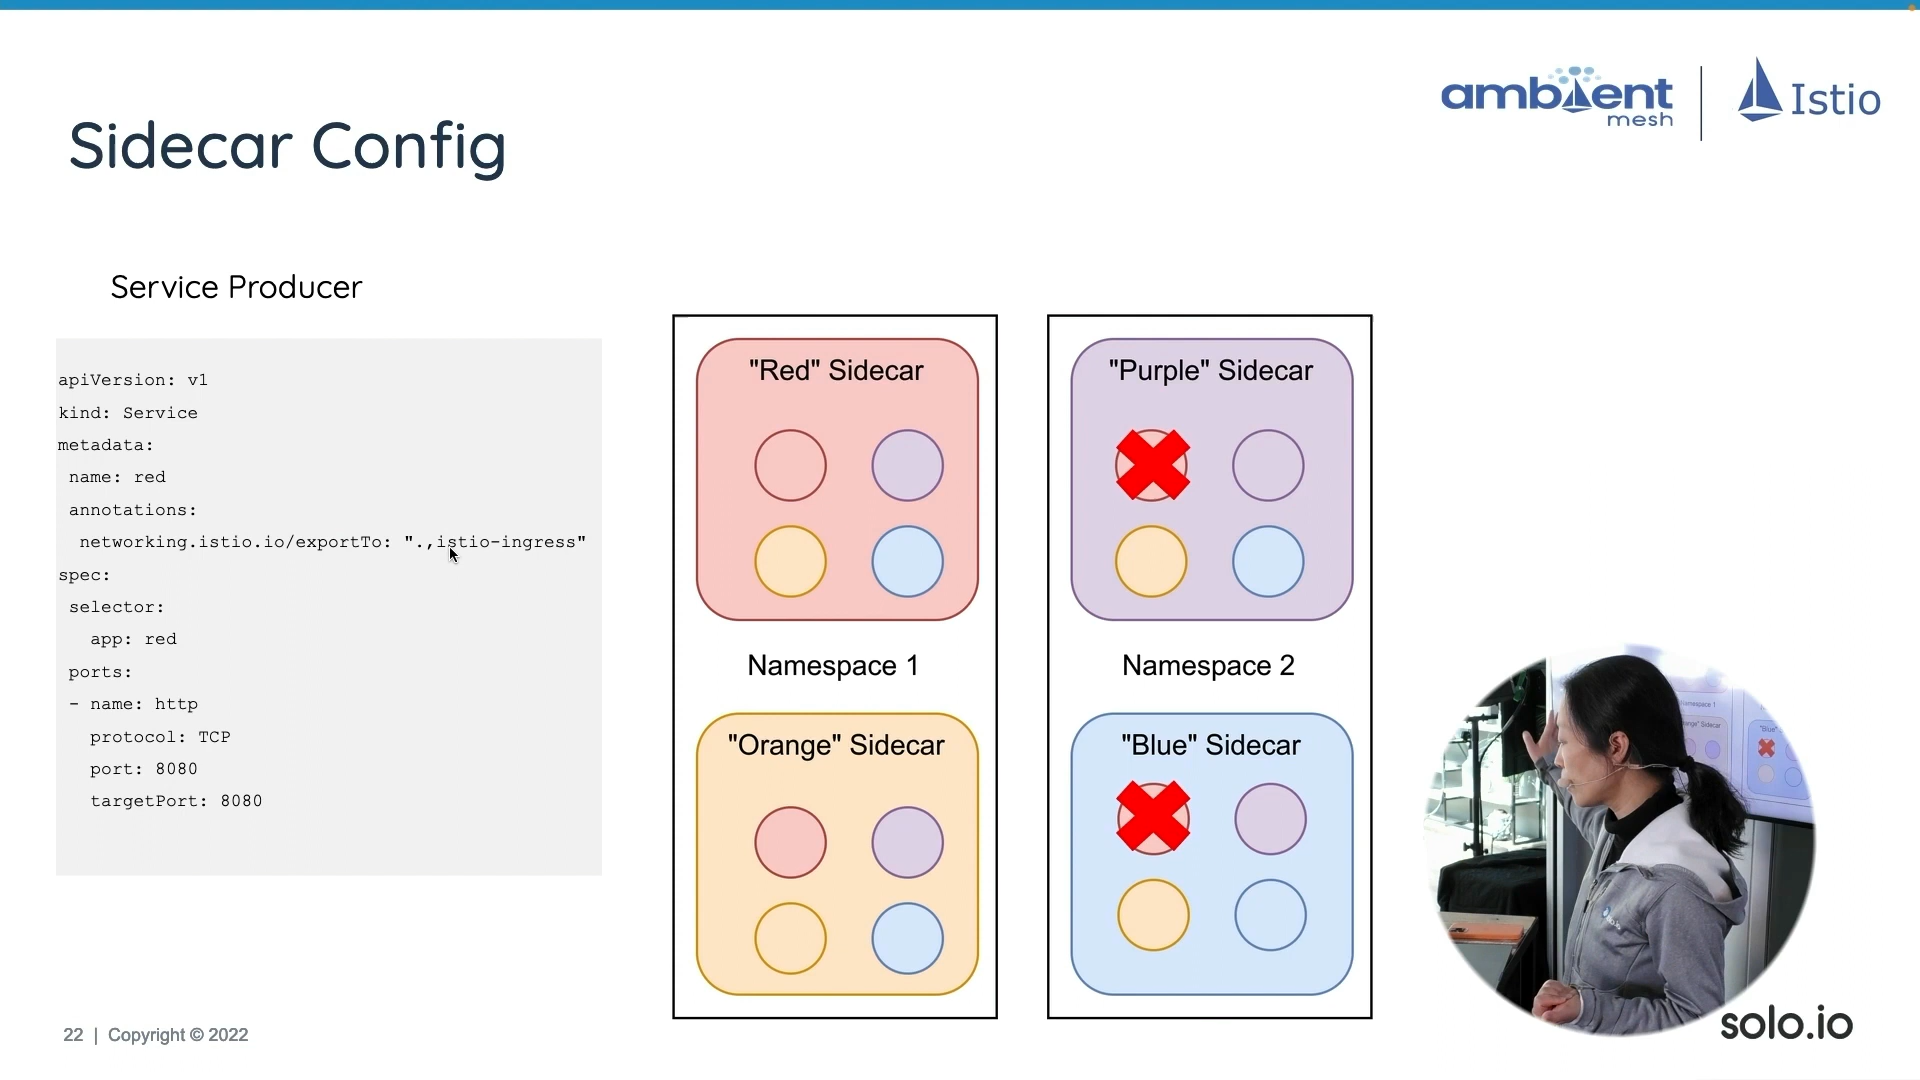 ambient
mesh
Istio
Sidecar Config
Service Producer
apiVersion: v1
kind: Service
metadata:
 name: red
 annotations:
  networking.istio.io/exportTo: ".,istio-ingress"
spec:
 selector:
   app: red
 ports:
 - name: http
   protocol: TCP
   port: 8080
   targetPort: 8080
"Red" Sidecar
Namespace 1
"Orange" Sidecar
"Purple" Sidecar
Namespace 2
"Blue" Sidecar
22 | Copyright © 2022
solo.io